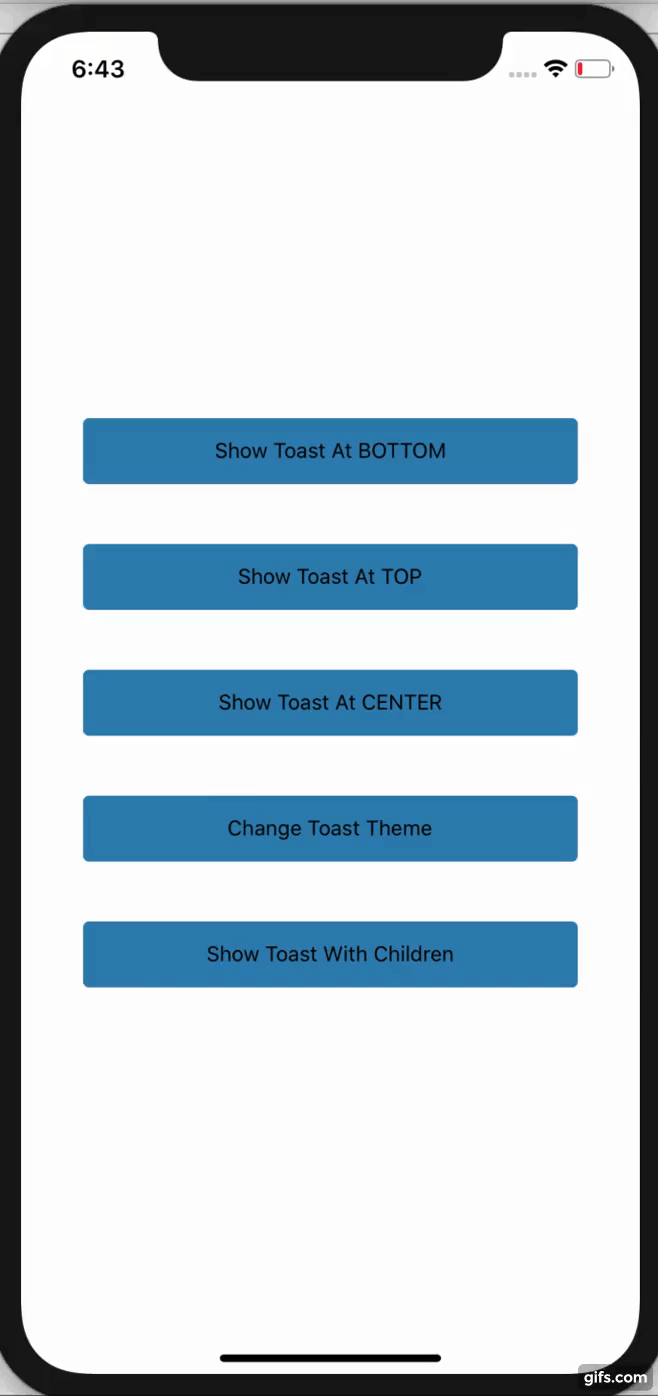 6:43
Show Toast At BOTTOM
Show Toast At TOP
Show Toast At CENTER
Change Toast Theme
Show Toast With Children
gifs.com